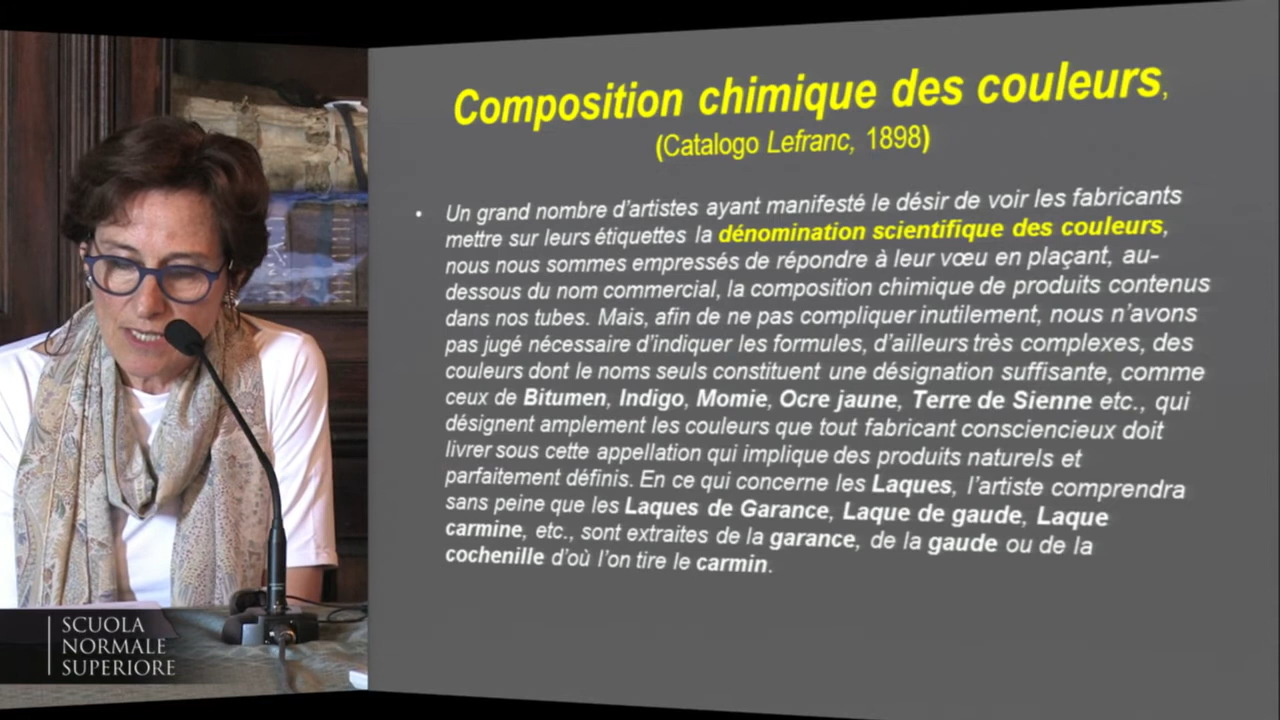 Composition chimique des couleurs,
(Catalogo Lefranc, 1898)
• Un grand nombre d'artistes ayant manifesté le désir de voir les fabricants
mettre sur leurs étiquettes la dénomination scientifique des couleurs,
nous nous sommes empressés de répondre à leur vœu en plaçant, au-
dessous du nom commercial, la composition chimique de produits contenus
dans nos tubes. Mais, afin de ne pas compliquer inutilement, nous n'avons
pas jugé nécessaire d'indiquer les formules, d'ailleurs très complexes, des
couleurs dont le noms seuls constituent une désignation suffisante, comme
ceux de Bitumen, Indigo, Momie, Ocre jaune, Terre de Sienne etc., qui
désignent amplement les couleurs que tout fabricant consciencieux doit
livrer sous cette appellation qui implique des produits naturels et
parfaitement définis. En ce qui concerne les Laques, l'artiste comprendra
sans peine que les Laques de Garance, Laque de gaude, Laque
carmine, etc., sont extraites de la garance, de la gaude ou de la
cochenille d'où l'on tire le carmin.
SCUOLA
NORMALE
SUPERIORE